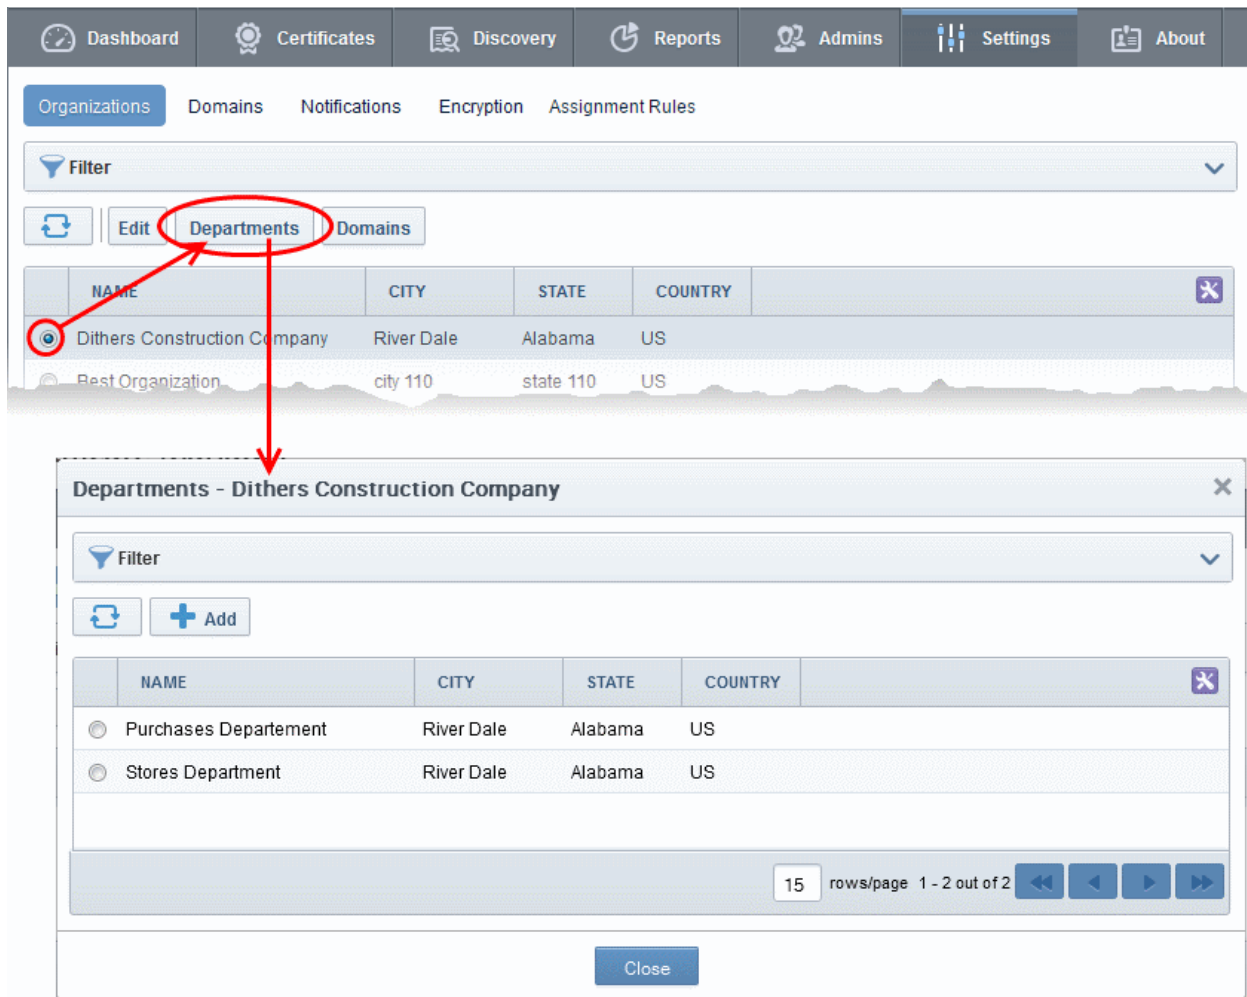 Dashboard Certificates Discovery Reports Admins Settings About
Organizations Domains Notifications Encryption Assignment Rules
Filter
Edit Departments Domains
NAME CITY STATE COUNTRY
Dithers Construction Company River Dale Alabama US
Best Organization city 110 state 110 US
Departments - Dithers Construction Company
Filter
Add
NAME CITY STATE COUNTRY
Purchases Departement River Dale Alabama US
Stores Department River Dale Alabama US
15 rows/page 1 - 2 out of 2
Close